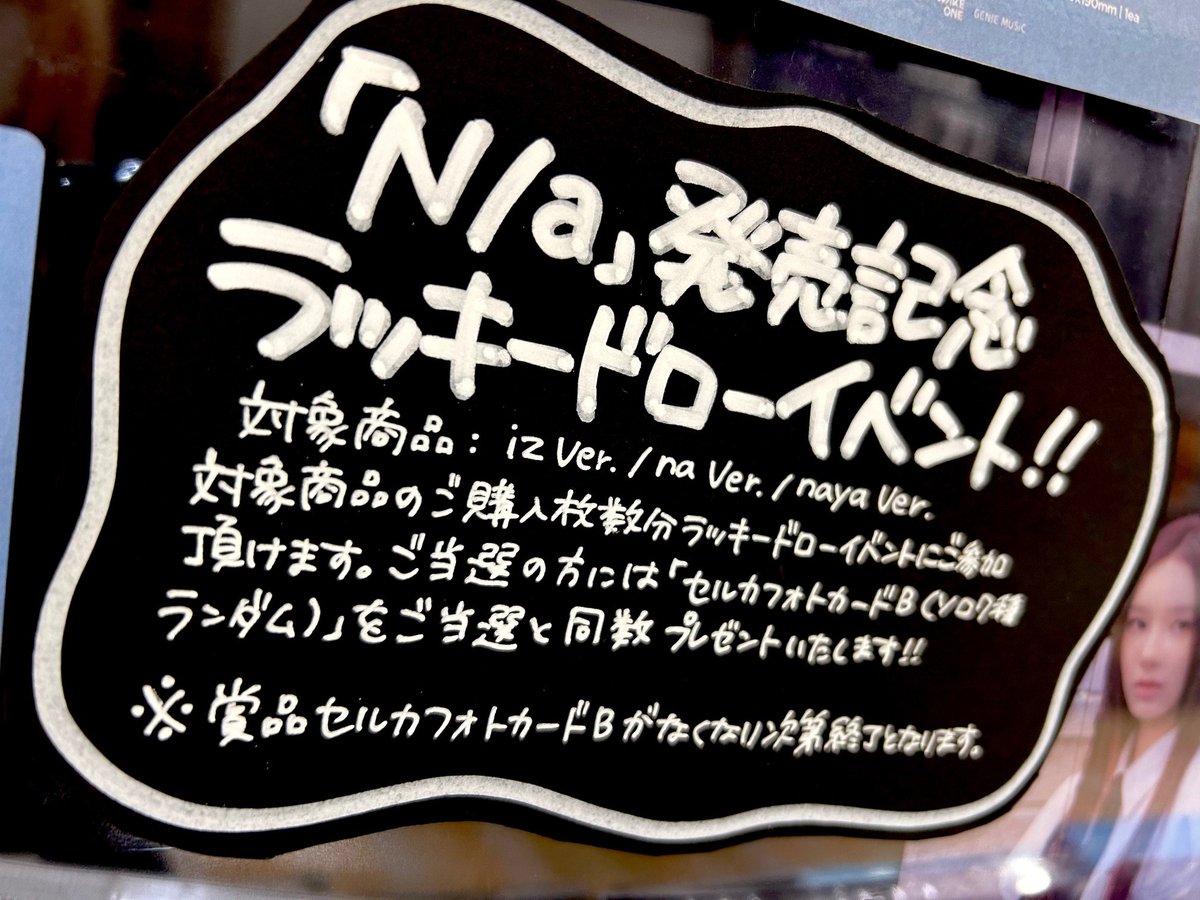 ONE GENIE MUSIC
190mm | 1ea
「N/a」発売記念
ラッキードローイベント!!
対象商品：iz ver. / na ver. / naya ver.
対象商品のご購入枚数分ラッキードローイベントにご参加
頂けます。ご当選の方には「セルカフォトカードB(ソロ7種
ランダム)」をご当選と同数プレゼントいたします!!
※賞品セルカフォトカードBがなくなり次第終了となります。